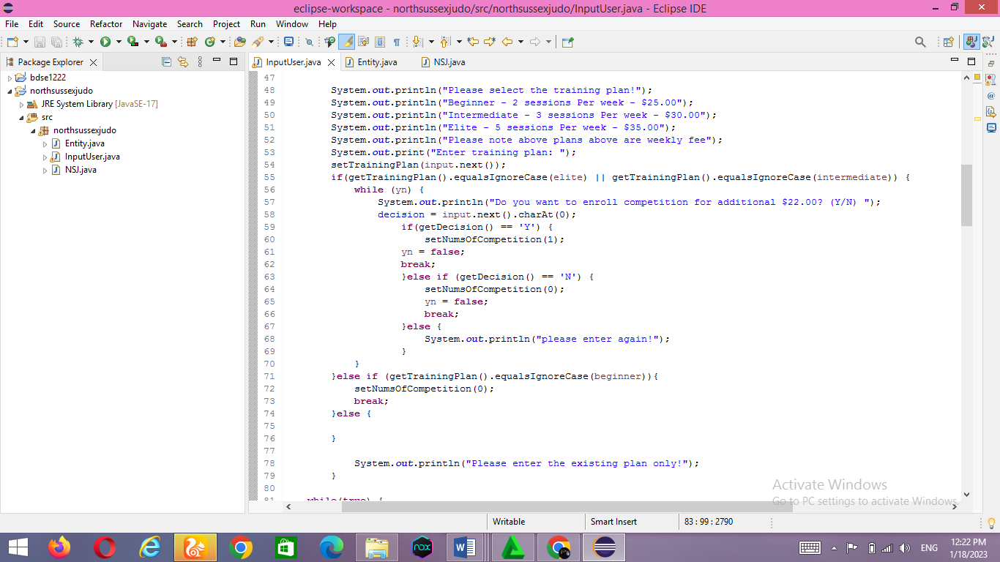 eclipse-workspace - northsussexjudo/src/northsussexjudo/InputUser.java - Eclipse IDE
File Edit Source Refactor Navigate Search Project Run Window Help
Package Explorer
InputUser.java Entity.java NSJ.java
bdse1222
northsussexjudo
JRE System Library [JavaSE-17]
src
northsussexjudo
Entity.java
InputUser.java
NSJ.java
47
48 System.out.println("Please select the training plan!");
49 System.out.println("Beginner - 2 sessions Per week - $25.00");
50 System.out.println("Intermediate - 3 sessions Per week - $30.00");
51 System.out.println("Elite - 5 sessions Per week - $35.00");
52 System.out.println("Please note above plans above are weekly fee");
53 System.out.print("Enter training plan: ");
54 setTrainingPlan(input.next());
55 if(getTrainingPlan().equalsIgnoreCase(elite) || getTrainingPlan().equalsIgnoreCase(intermediate)) {
56 while (yn) {
57 System.out.println("Do you want to enroll competition for additional $22.00? (Y/N) ");
58 decision = input.next().charAt(0);
59 if(getDecision() == 'Y') {
60 setNumsOfCompetition(1);
61 yn = false;
62 break;
63 }else if (getDecision() == 'N') {
64 setNumsOfCompetition(0);
65 yn = false;
66 break;
67 }else {
68 System.out.println("please enter again!");
69 }
70 }
71 }else if (getTrainingPlan().equalsIgnoreCase(beginner)){
72 setNumsOfCompetition(0);
73 break;
74 }else {
75
76 }
77
78 System.out.println("Please enter the existing plan only!");
79 }
80
81 while(true) {
Activate Windows
Go to PC settings to activate Windows.
Writable Smart Insert 83 : 99 : 2790
nox
ENG
12:22 PM
1/18/2023